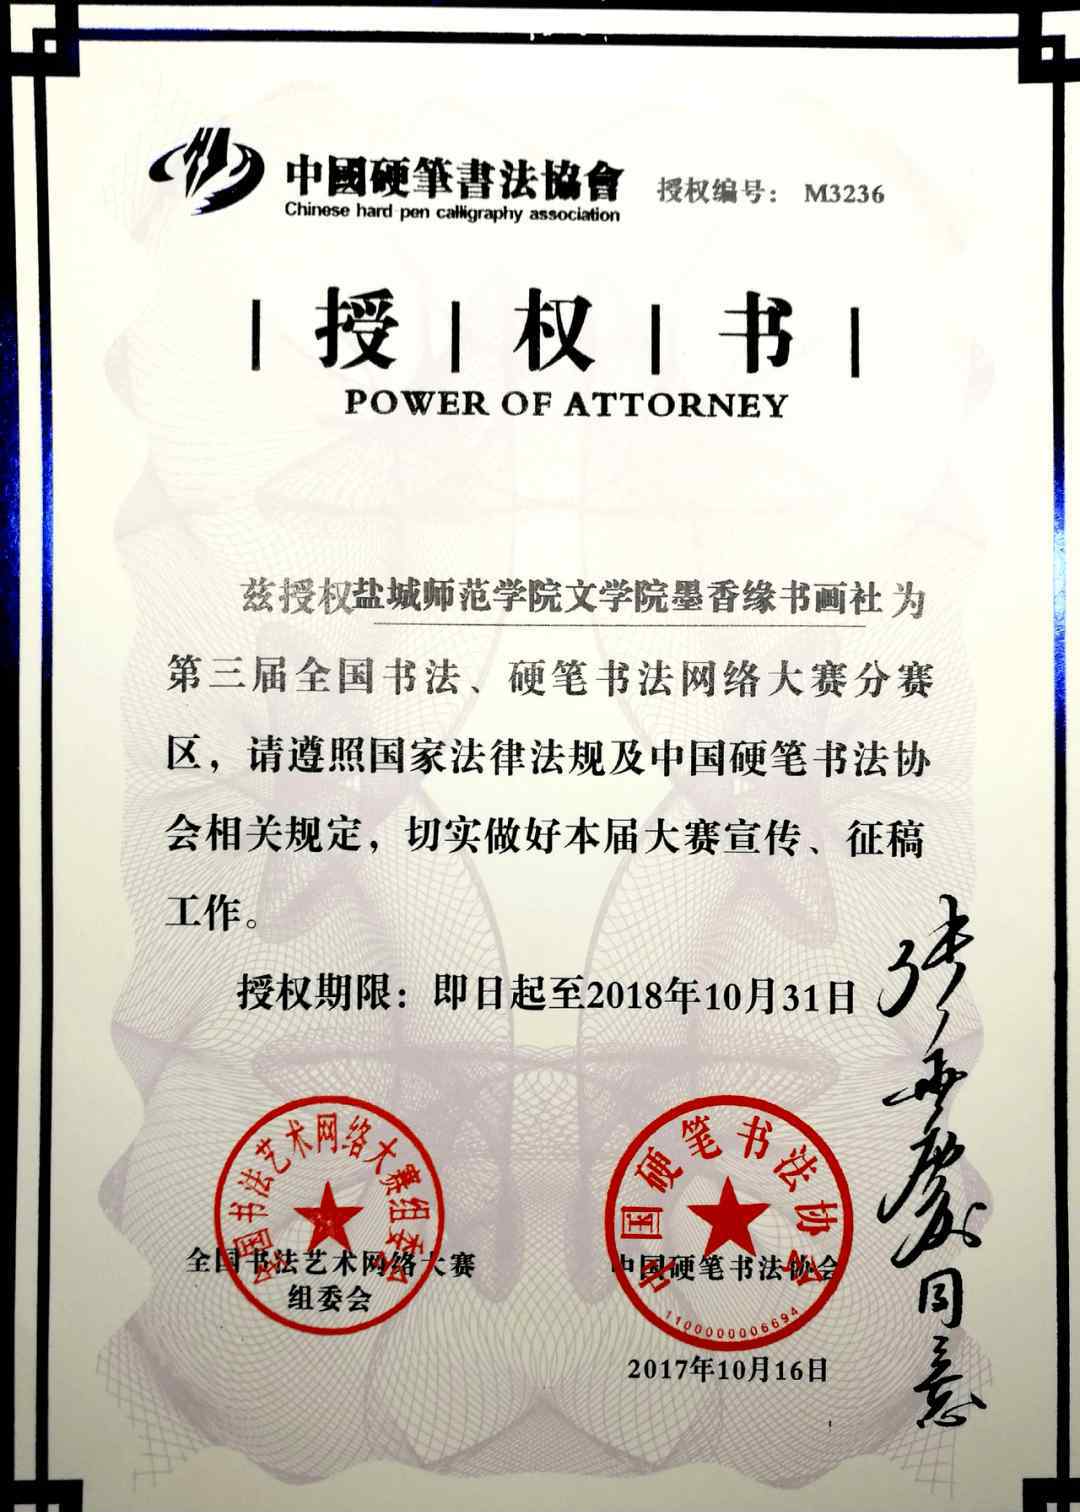 中國硬筆書法協會
Chinese hard pen calligraphy association
授权编号： M3236
授 权 书
POWER OF ATTORNEY
兹授权盐城师范学院文学院墨香缘书画社为
第三届全国书法、硬笔书法网络大赛分赛
区，请遵照国家法律法规及中国硬笔书法协
会相关规定，切实做好本届大赛宣传、征稿
工作。
授权期限：即日起至2018年10月31日
全国书法艺术网络大赛组委会
全国书法艺术网络大赛
组委会
中国硬笔书法协会
中国硬笔书法协会
1100000006694
2017年10月16日
同意